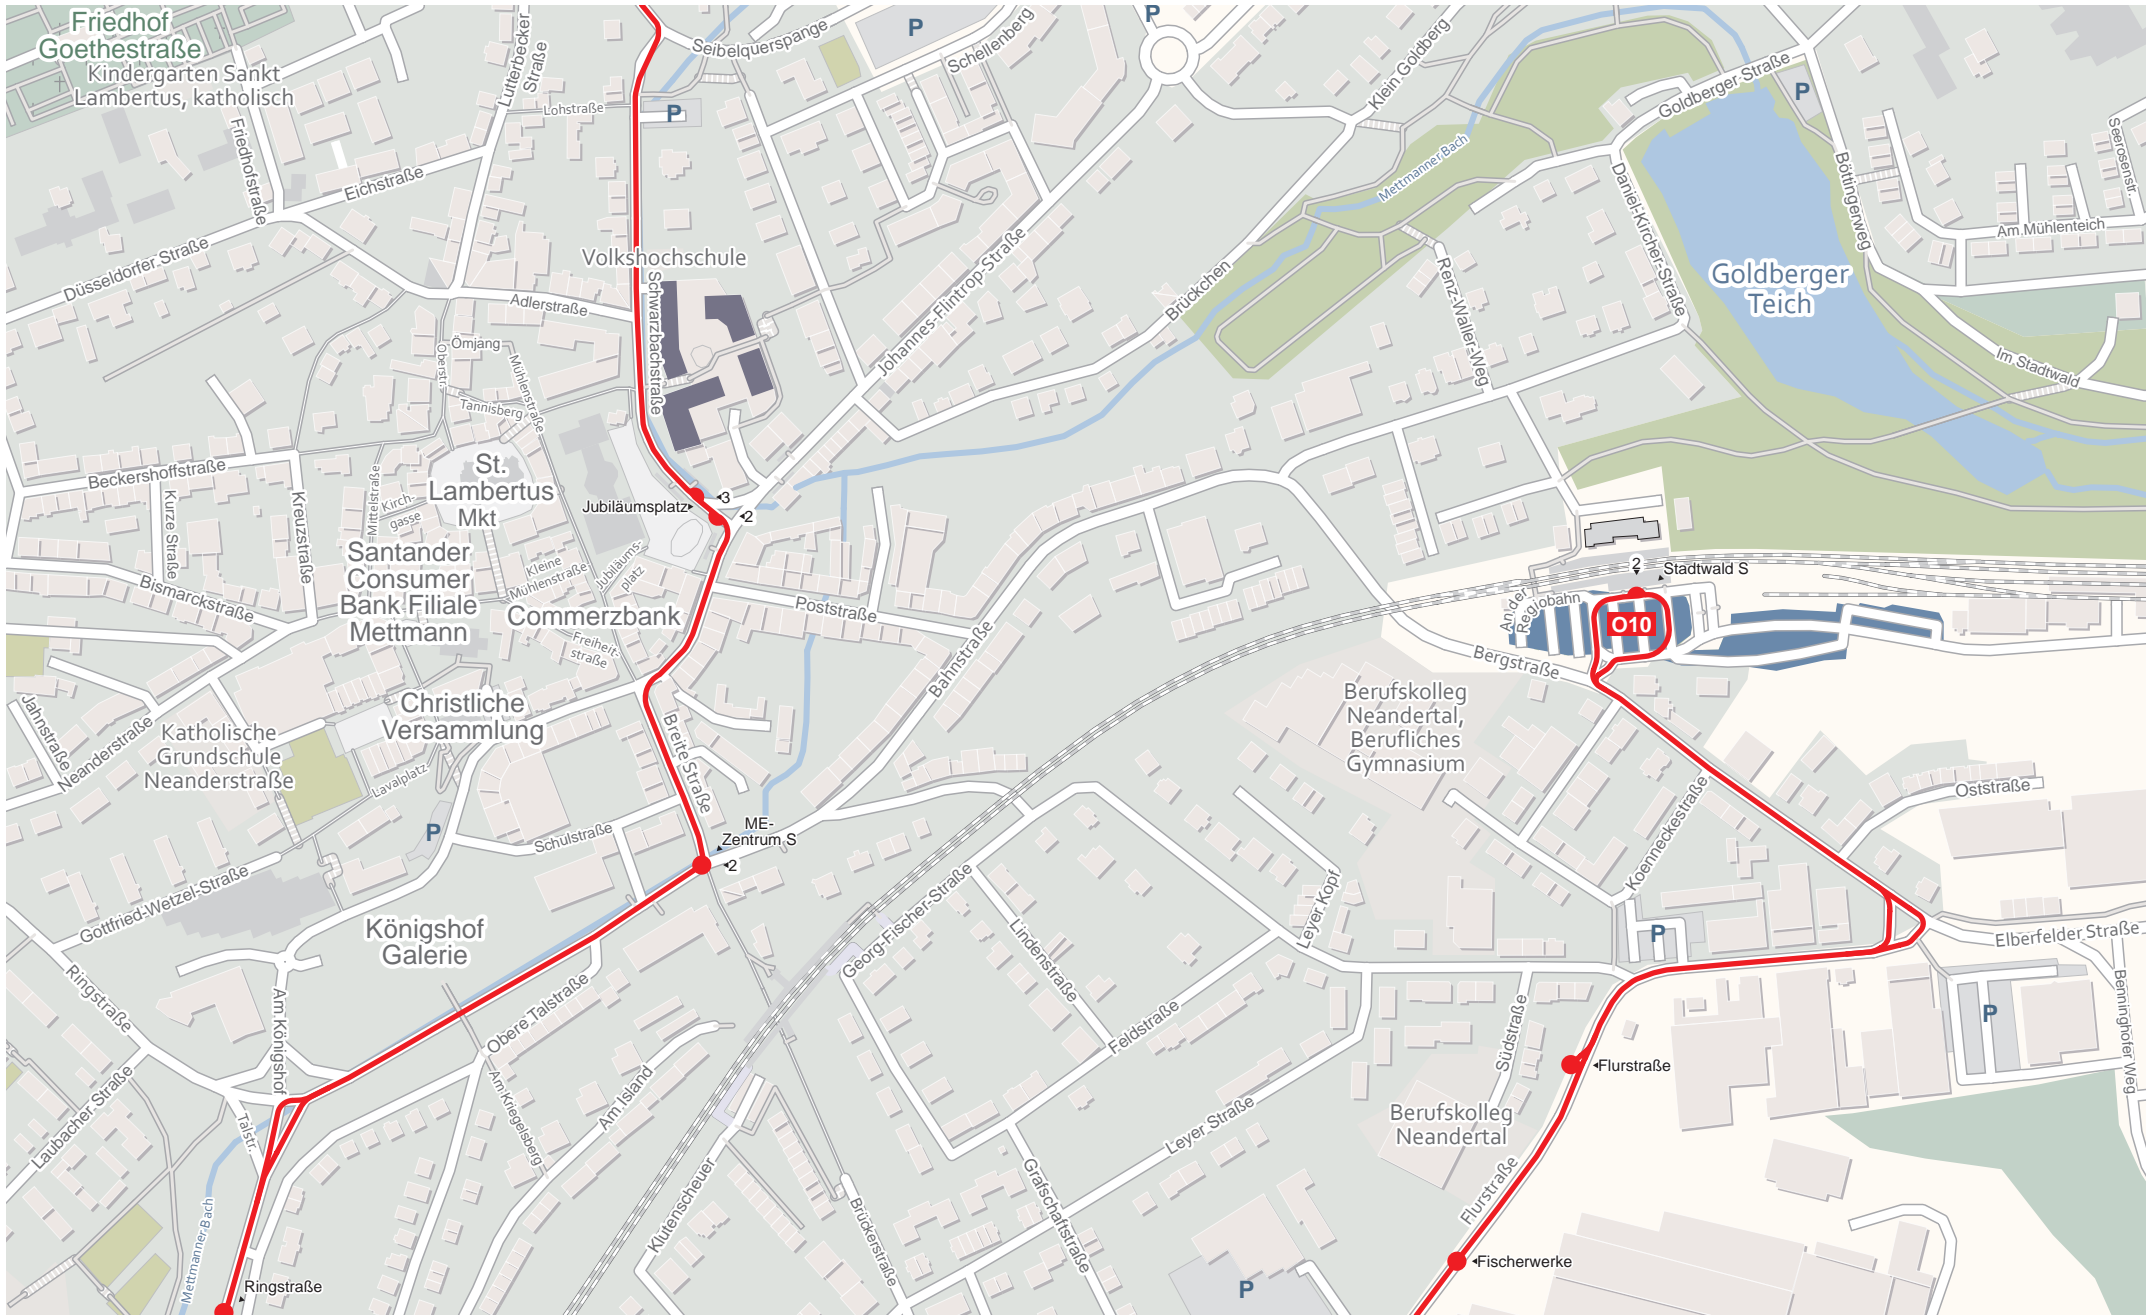 Friedhof
Goethestraße
Kindergarten Sankt
Lambertus, katholisch
Lutterbecker
Straße
Lohstraße
Seibelquerspange
Schellenberg
P
P
P
P
Klein Goldberg
Goldberger Straße
Mettmanner Bach
Böttingerweg
Seerosenstr.
Am Mühlenteich
Daniel-Kircher-Straße
Goldberger
Teich
Im Stadtwald
Renz-Waller-Weg
Brückchen
Johannes-Flintrop-Straße
Friedhofstraße
Eichstraße
Düsseldorfer Straße
Adlerstraße
Volkshochschule
Schwarzbachstraße
Ömjang
Oberstr.
Mühlenstraße
Tannisberg
St.
Lambertus
Mkt
Beckershoffstraße
Kurze Straße
Kreuzstraße
Mittelstraße
Kirch-
gasse
Jubiläumsplatz
3
2
Santander
Consumer
Bank Filiale
Mettmann
Kleine
Mühlenstraße
Jubiläums-
platz
Bismarckstraße
Commerzbank
Freiheit-
straße
Poststraße
Bahnstraße
2
Stadtwald S
An der
Regiobahn
O10
Bergstraße
Jahnstraße
Neanderstraße
Katholische
Grundschule
Neanderstraße
Christliche
Versammlung
Lavalplatz
Breite Straße
P
Schulstraße
ME-
Zentrum S
2
Berufskolleg
Neandertal,
Berufliches
Gymnasium
Koenneckestraße
Oststraße
Gottfried-Wetzel-Straße
Königshof
Galerie
Georg-Fischer-Straße
Lindenstraße
Leyer Kopf
P
Elberfelder Straße
Benninghofer Weg
P
Ringstraße
Am Königshof
Obere Talstraße
Feldstraße
Südstraße
Flurstraße
Laubacher Straße
Talstr.
Am Kriegelsberg
Am Island
Leyer Straße
Berufskolleg
Neandertal
Flurstraße
Mettmanner Bach
Klutenscheuer
Brückerstraße
Grafschaftstraße
Ringstraße
P
Fischerwerke